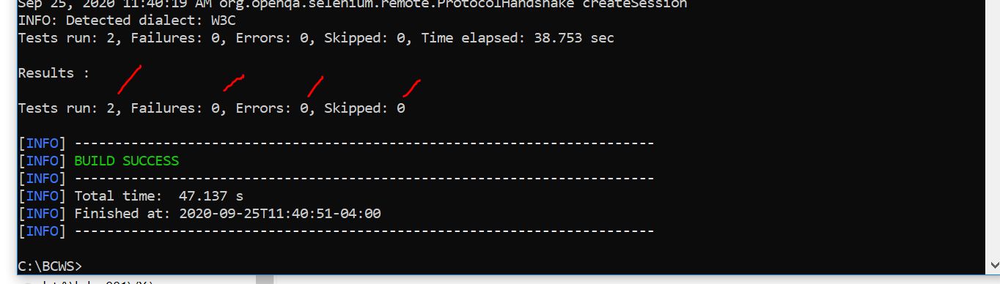 Sep 25, 2020 11:40:19 AM org.openqa.selenium.remote.ProtocolHandshake createSession
INFO: Detected dialect: W3C
Tests run: 2, Failures: 0, Errors: 0, Skipped: 0, Time elapsed: 38.753 sec
Results :
Tests run: 2, Failures: 0, Errors: 0, Skipped: 0
[INFO] ------------------------------------------------------------------------
[INFO] BUILD SUCCESS
[INFO] ------------------------------------------------------------------------
[INFO] Total time:  47.137 s
[INFO] Finished at: 2020-09-25T11:40:51-04:00
[INFO] ------------------------------------------------------------------------
C:\BCWS>